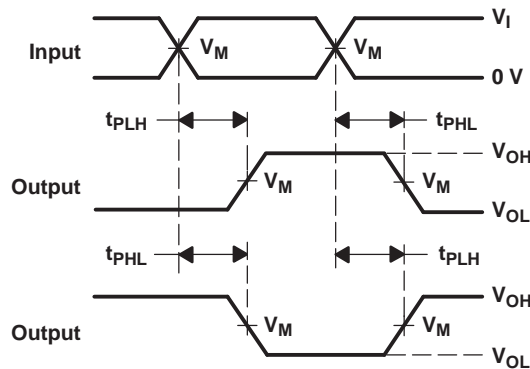 V_I
Input V_M V_M
0 V
t_PLH t_PHL
V_OH
Output V_M V_M
V_OL
t_PHL t_PLH
V_OH
Output V_M V_M
V_OL